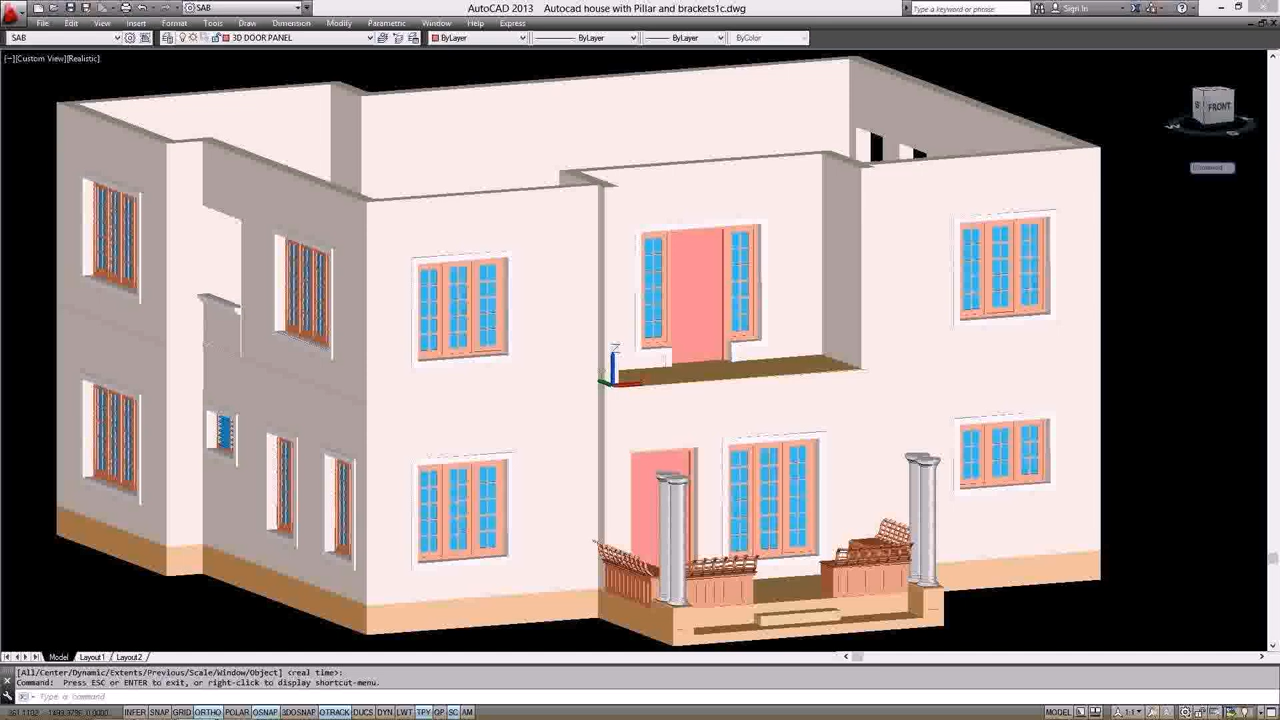 SAB
AutoCAD 2013 Autocad house with Pillar and brackets1c.dwg
Type a keyword or phrase
Sign In
File Edit View Insert Format Tools Draw Dimension Modify Parametric Window Help Express
SAB
3D DOOR PANEL
ByLayer
ByLayer
ByLayer
ByColor
[−][Custom View][Realistic]
FRONT
Z
Model Layout1 Layout2
[All/Center/Dynamic/Extents/Previous/Scale/Window/Object] <real time>:
Command: Press ESC or ENTER to exit, or right-click to display shortcut-menu.
Type a command
INFER SNAP GRID ORTHO POLAR OSNAP 3DOSNAP OTRACK DUCS DYN LWT TPY QP SC AM
MODEL
1:1